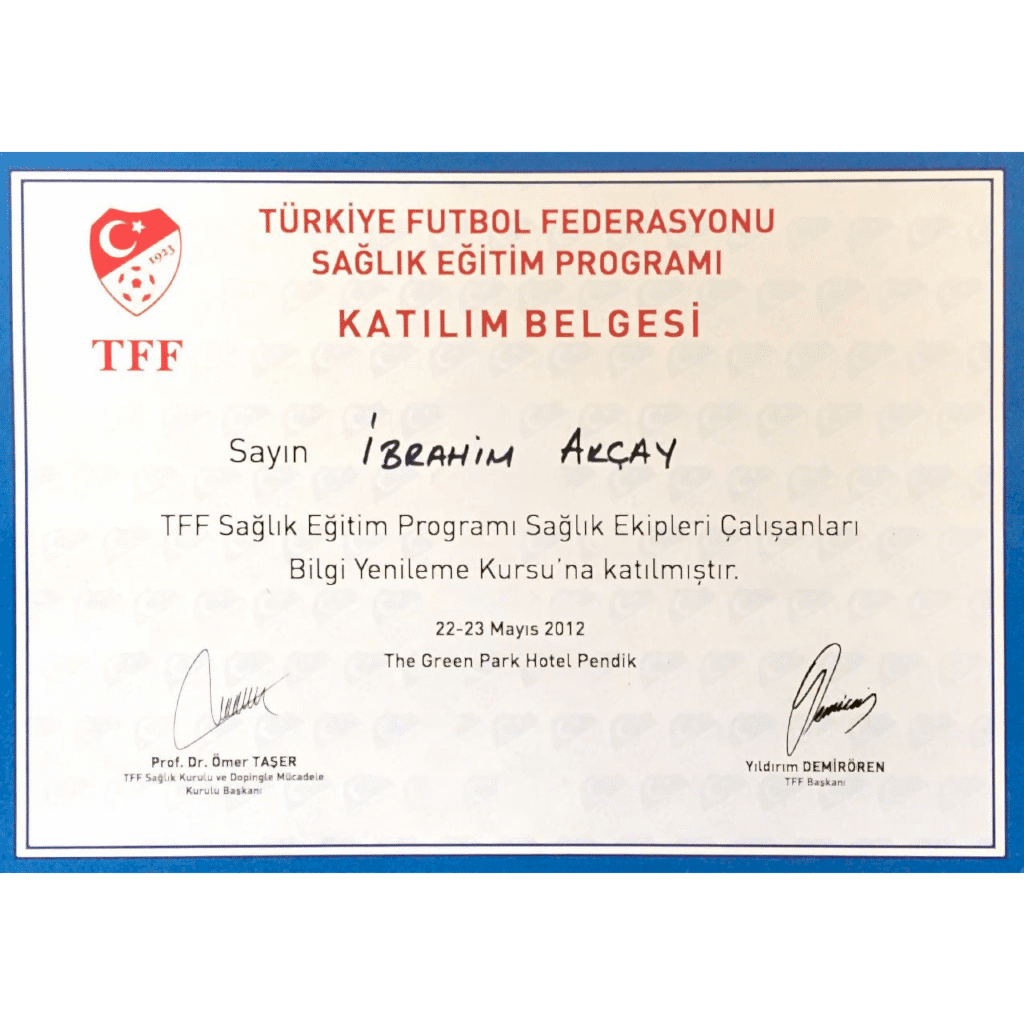 TÜRKİYE FUTBOL FEDERASYONU
SAĞLIK EĞİTİM PROGRAMI
KATILIM BELGESİ
1923
TFF
Sayın İBRAHİM AKÇAY
TFF Sağlık Eğitim Programı Sağlık Ekipleri Çalışanları
Bilgi Yenileme Kursu'na katılmıştır.
22-23 Mayıs 2012
The Green Park Hotel Pendik
Prof. Dr. Ömer TAŞER
TFF Sağlık Kurulu ve Dopingle Mücadele
Kurulu Başkanı
Yıldırım DEMİRÖREN
TFF Başkanı